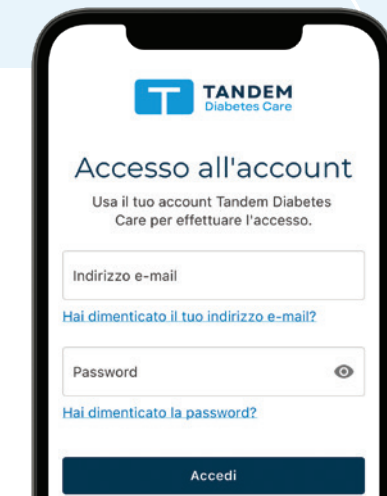 TANDEM
Diabetes Care
Accesso all'account
Usa il tuo account Tandem Diabetes
Care per effettuare l'accesso.
Indirizzo e-mail
Hai dimenticato il tuo indirizzo e-mail?
Password
Hai dimenticato la password?
Accedi